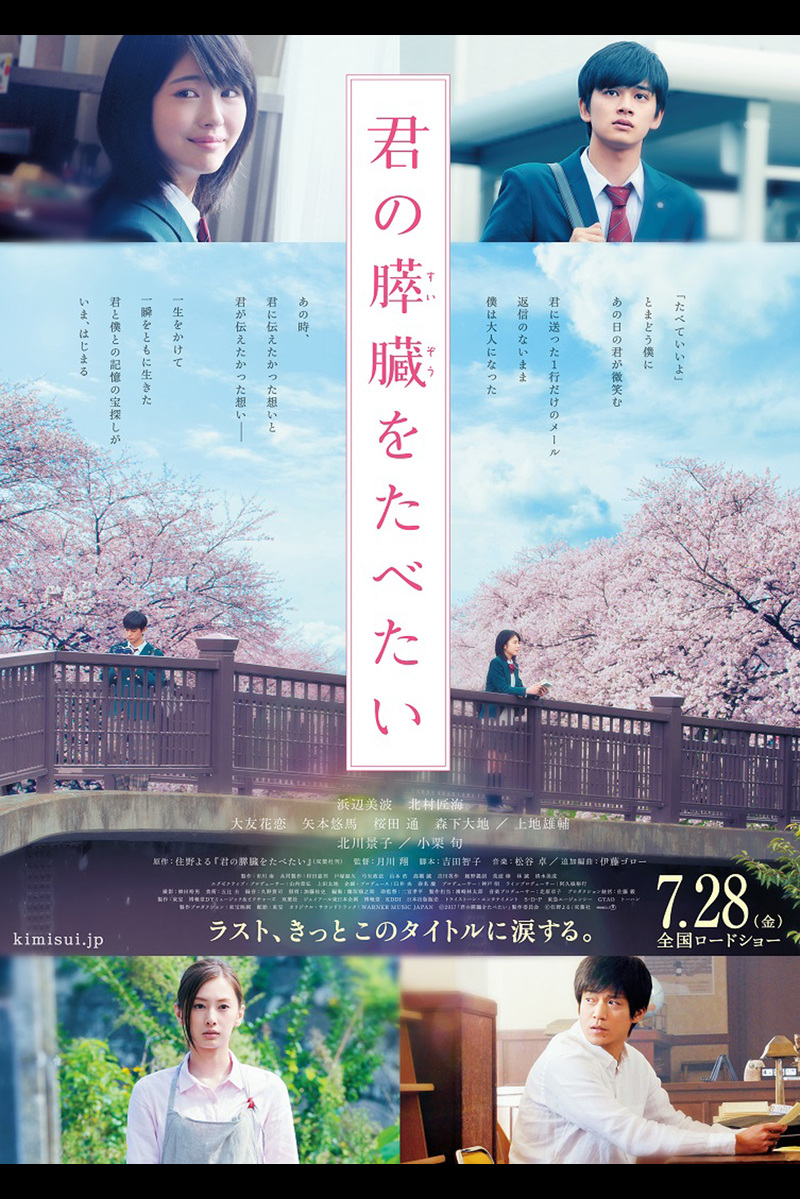 君の膵臓をたべたい
すい
ぞう
「たべていいよ」
とまどう僕に
あの日の君が微笑む
君に送った1行だけのメール
返信のないまま
僕は大人になった
あの時、
君に伝えたかった想いと
君が伝えたかった想い――
一生をかけて
一瞬をともに生きた
君と僕との記憶の宝探しが
いま、はじまる
浜辺美波 北村匠海
大友花恋 矢本悠馬 桜田 通 森下大地 / 上地雄輔
北川景子 / 小栗 旬
原作:住野よる『君の膵臓をたべたい』(双葉社刊) 監督:月川 翔 脚本:吉田智子 音楽:松谷 卓/追加編曲:伊藤ゴロー
ラスト、きっとこのタイトルに涙する。
7.28(金)
全国ロードショー
kimisui.jp